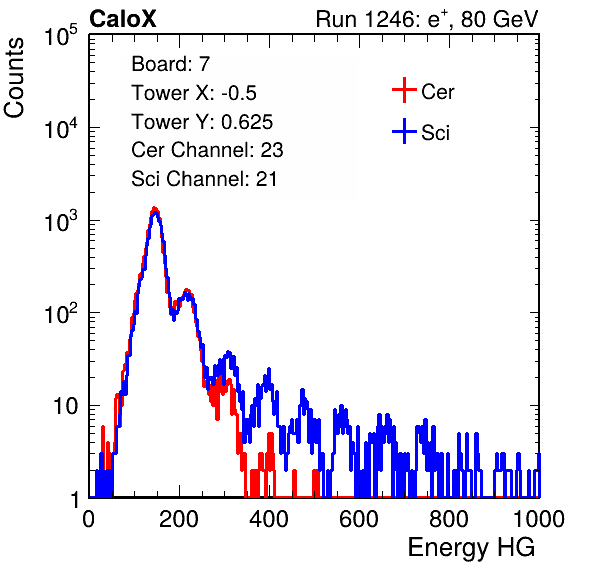 CaloX Run 1246: e⁺, 80 GeV
Counts
10⁵
Board: 7
Tower X: -0.5
Tower Y: 0.625
Cer Channel: 23
Sci Channel: 21
Cer
Sci
10⁴
10³
10²
10
1
0 200 400 600 800 1000
Energy HG